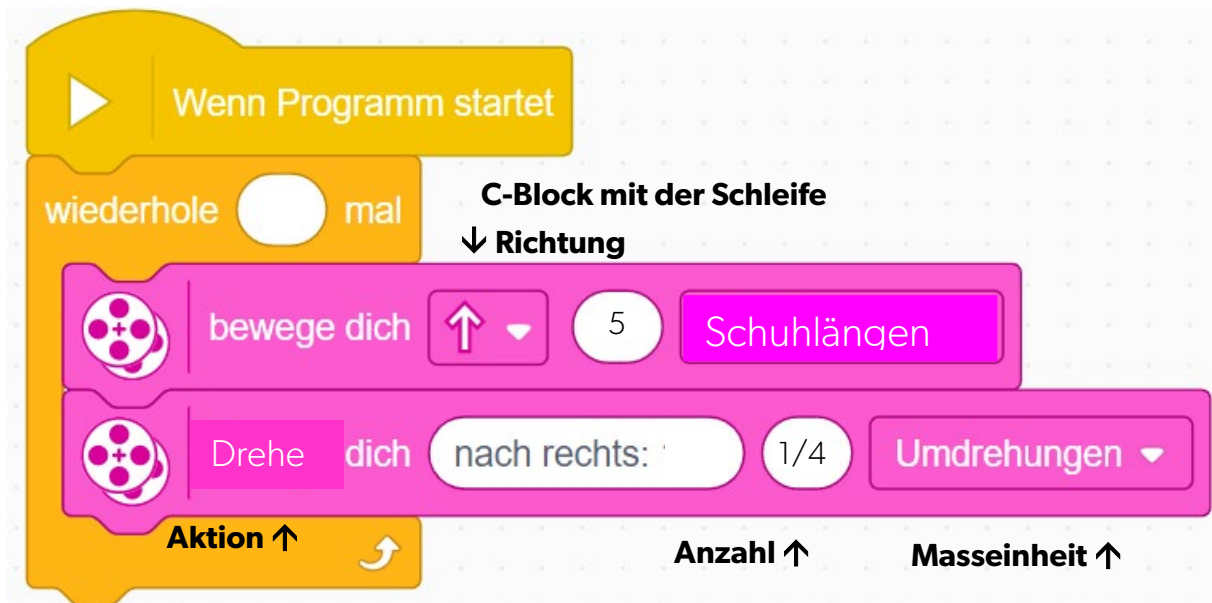 Wenn Programm startet
wiederhole mal
C-Block mit der Schleife
↓ Richtung
bewege dich ↑ 5 Schuhlängen
Drehe dich nach rechts: 1/4 Umdrehungen
Aktion ↑
Anzahl ↑
Masseinheit ↑